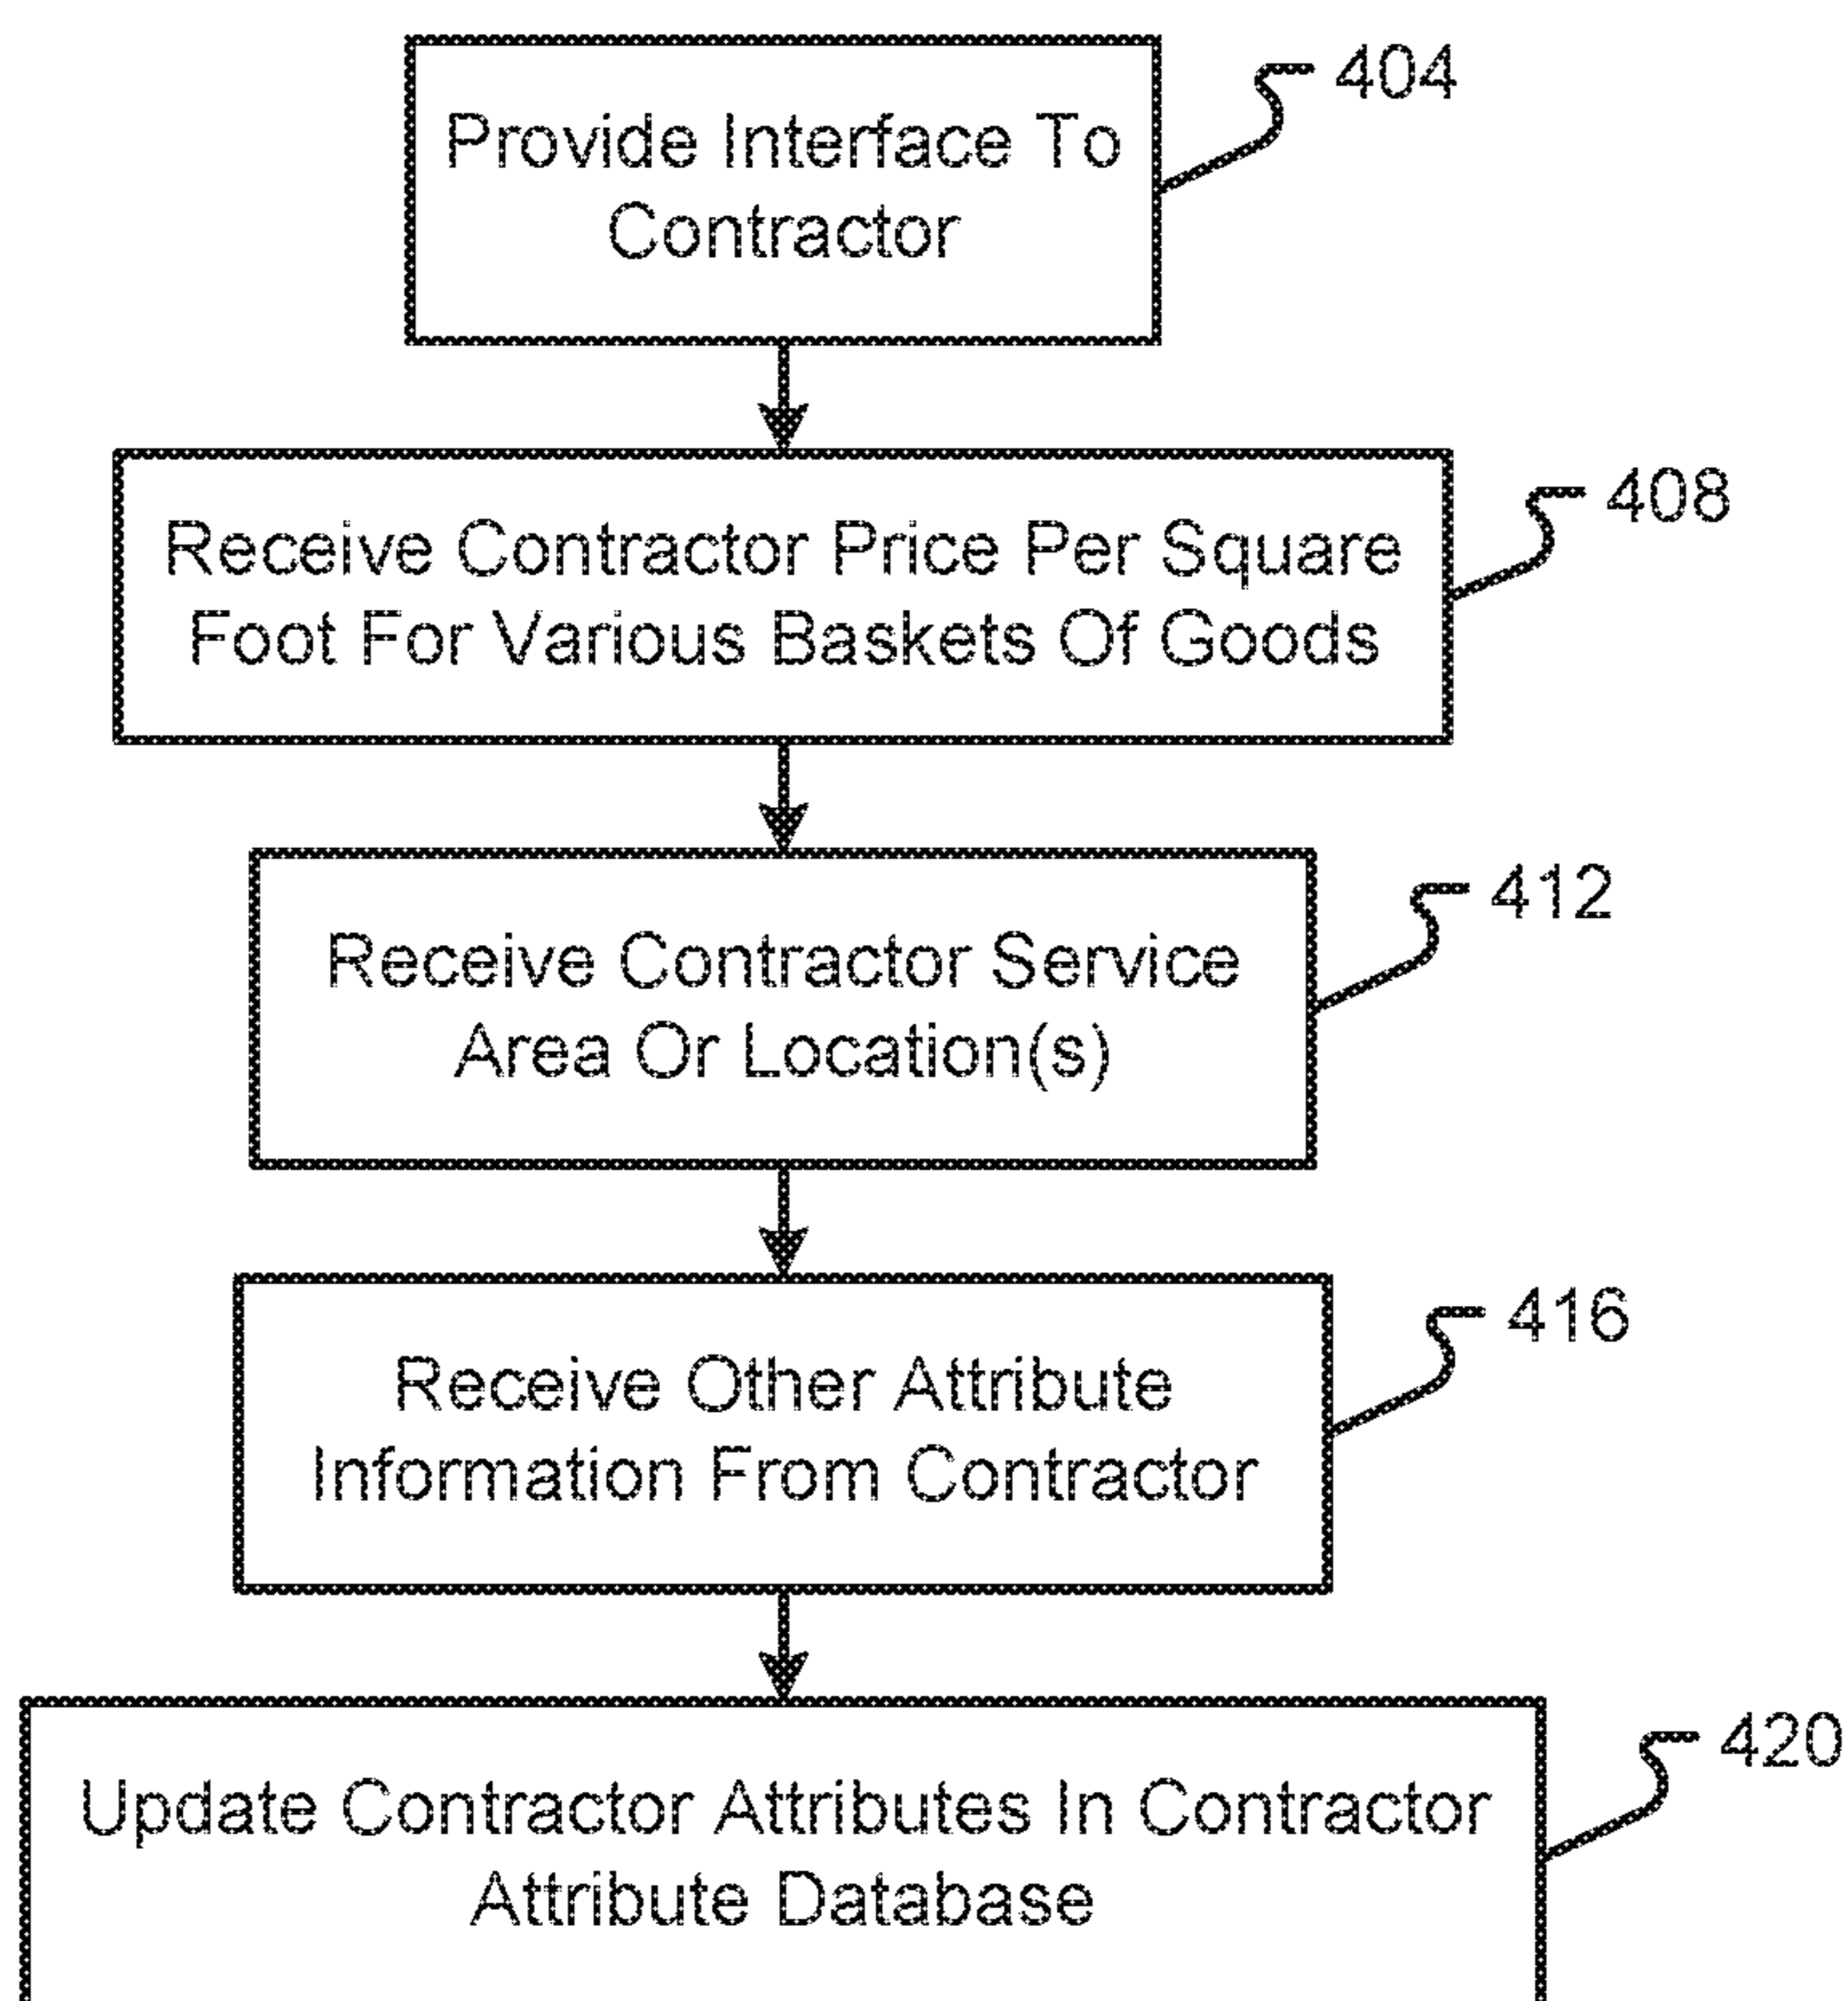 Provide Interface To
Contractor
404
Receive Contractor Price Per Square
Foot For Various Baskets Of Goods
408
Receive Contractor Service
Area Or Location(s)
412
Receive Other Attribute
Information From Contractor
416
Update Contractor Attributes In Contractor
Attribute Database
420